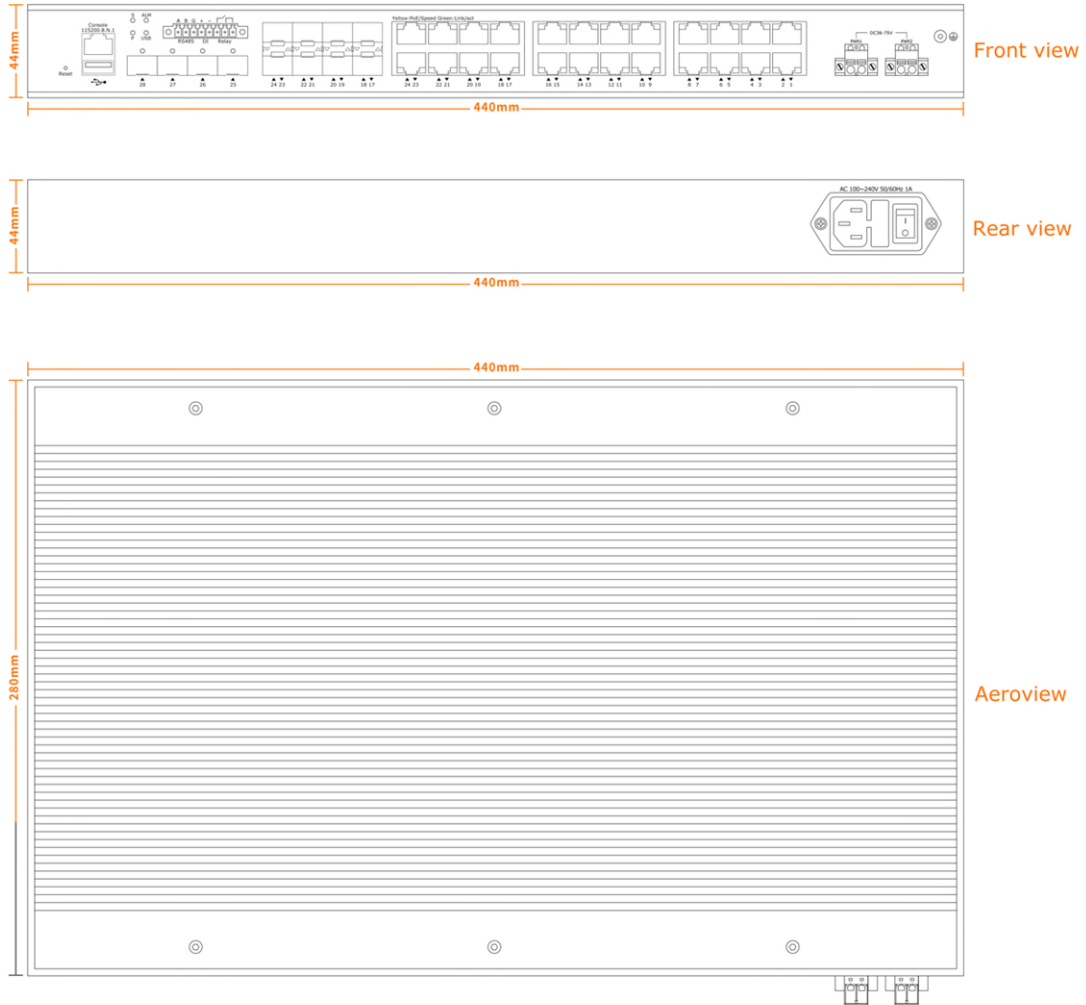 Console
115200.8.N.1
S ALM
P USB
A B G + -
RS485 DI Relay
Reset
28 27 26 25
24 23 22 21 20 19 18 17
Yellow:PoE/Speed Green:Link/act
24 23 22 21 20 19 18 17
16 15 14 13 12 11 10 9
8 7 6 5 4 3 2 1
DC36-75V
PWR1 PWR2
44mm
440mm
Front view
AC 100~240V 50/60Hz 1A
44mm
440mm
Rear view
440mm
280mm
Aeroview